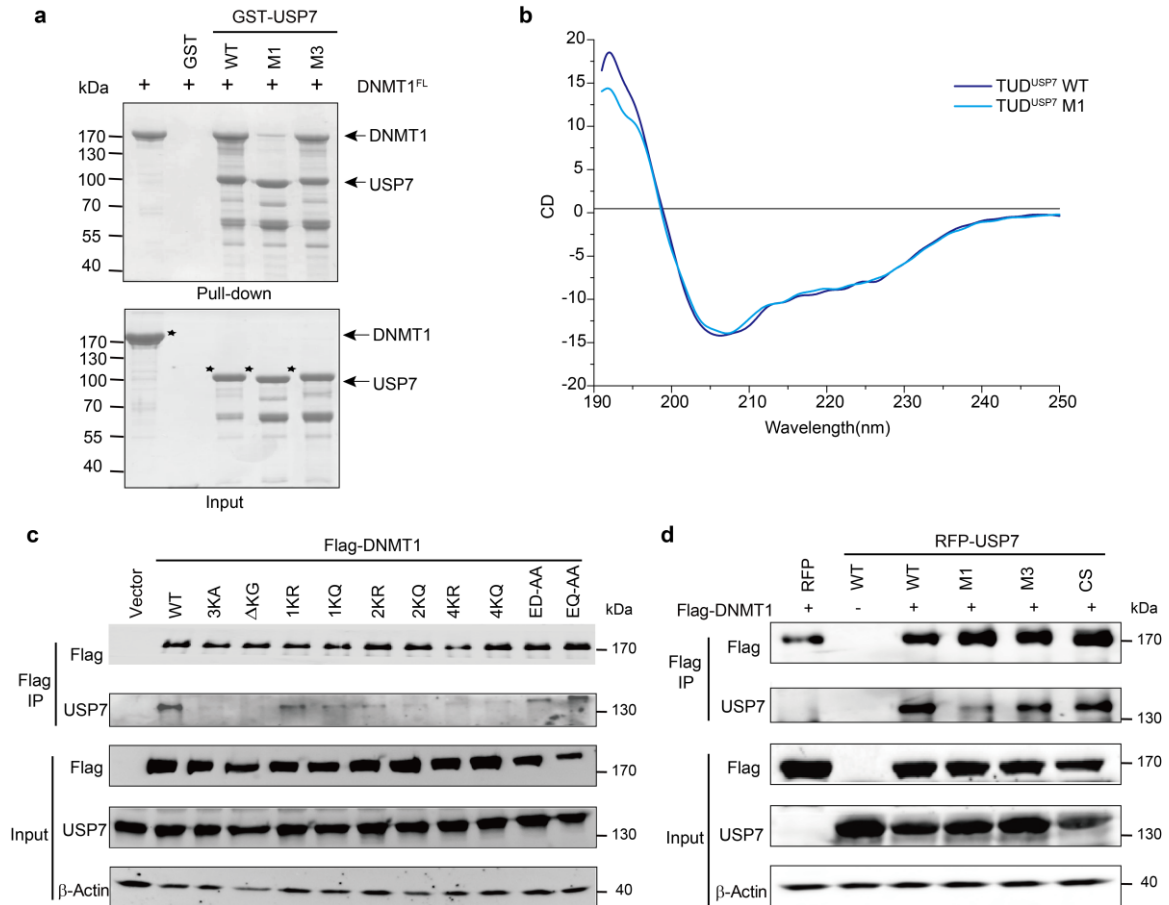 a
GST-USP7
GST
WT
M1
M3
kDa
+ + + + + DNMT1FL
170
130
100
70
55
40
DNMT1
USP7
Pull-down
170
130
100
70
55
40
DNMT1
USP7
Input
b
20
15
10
5
0
-5
-10
-15
-20
CD
190 200 210 220 230 240 250
Wavelength(nm)
TUDUSP7 WT
TUDUSP7 M1
c
Flag-DNMT1
Vector
WT
3KA
ΔKG
1KR
1KQ
2KR
2KQ
4KR
4KQ
ED-AA
EQ-AA
kDa
Flag IP
Flag
170
USP7
130
Input
Flag
170
USP7
130
β-Actin
40
d
RFP-USP7
RFP
WT
WT
M1
M3
CS
Flag-DNMT1 + - + + + +
kDa
Flag IP
Flag
170
USP7
130
Input
Flag
170
USP7
130
β-Actin
40